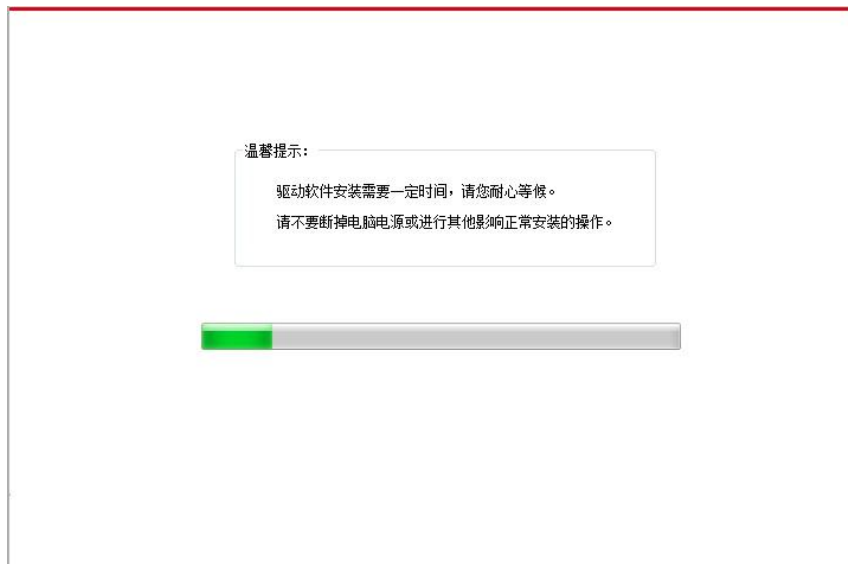 温馨提示：
驱动软件安装需要一定时间，请您耐心等候。
请不要断掉电脑电源或进行其他影响正常安装的操作。